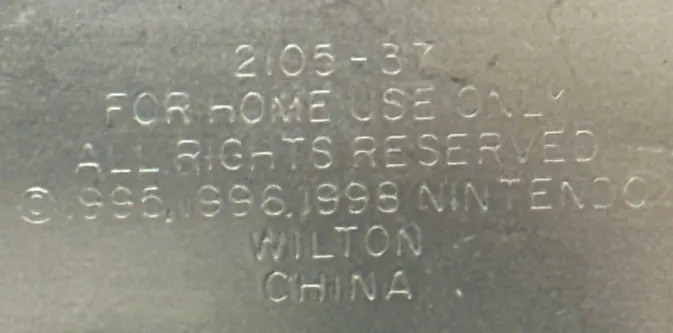 2105-37
FOR HOME USE ONLY
ALL RIGHTS RESERVED
© 1995, 1996, 1998 NINTENDO
WILTON
CHINA